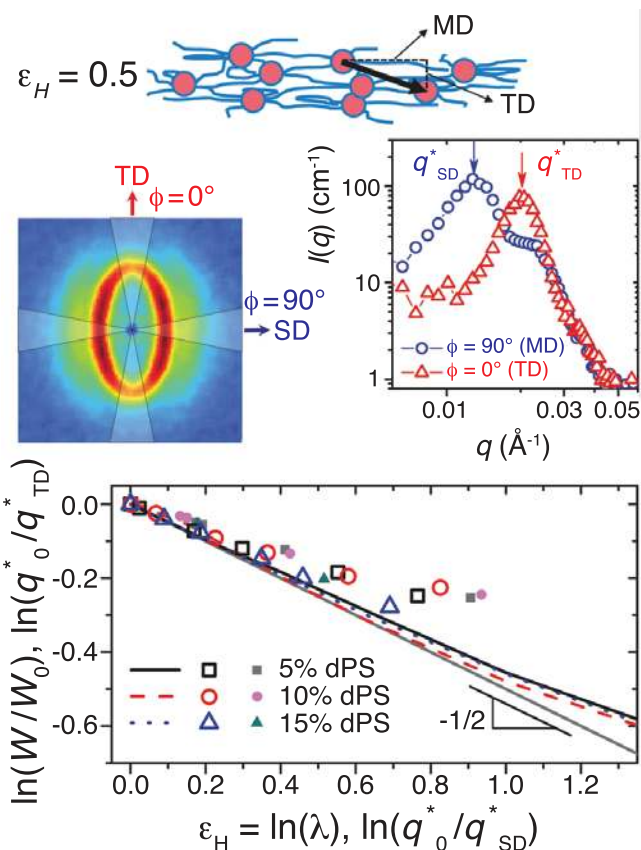 MD
ε_H = 0.5
TD
TD
ϕ=0°
ϕ=90°
SD
I(q) (cm⁻¹)
100
10
1
q*_SD
q*_TD
ϕ = 90° (MD)
ϕ = 0° (TD)
0.01
0.03
0.05
q (Å⁻¹)
ln(W/W₀), ln(q*₀/q*_TD)
0.0
-0.2
-0.4
-0.6
5% dPS
10% dPS
15% dPS
-1/2
0.0 0.2 0.4 0.6 0.8 1.0 1.2
ε_H = ln(λ), ln(q*₀/q*_SD)